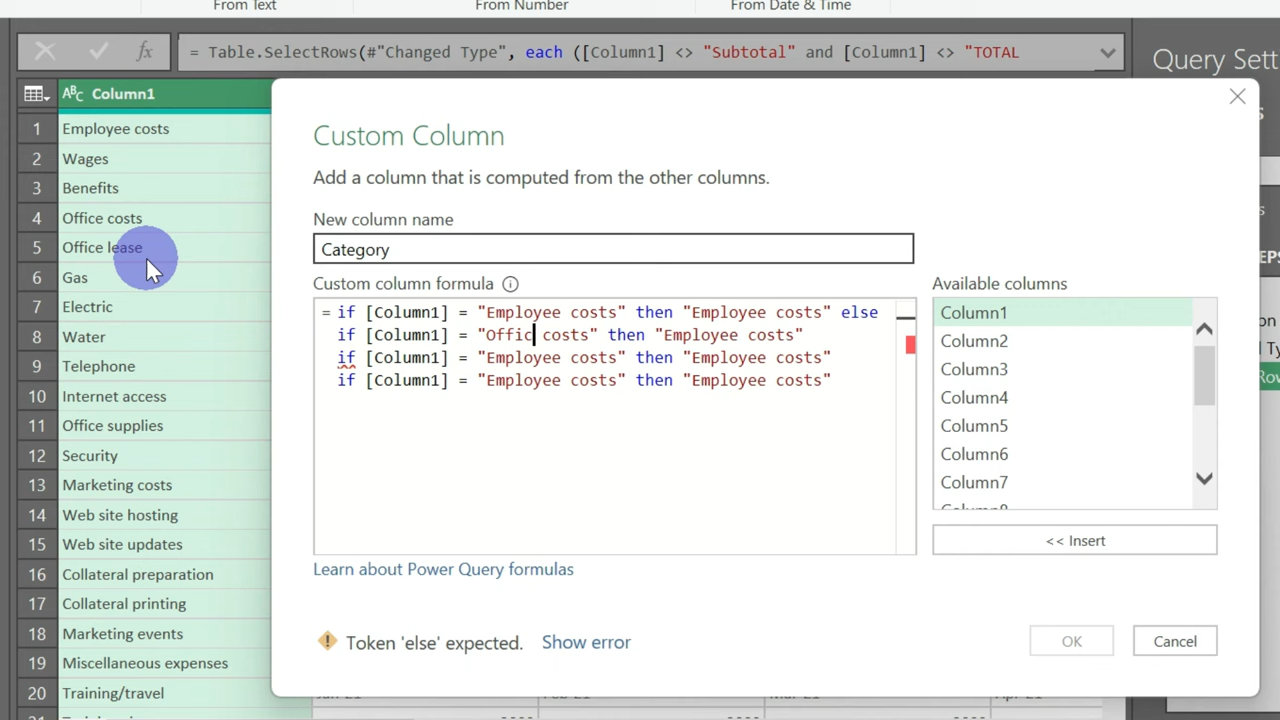 From Text From Number From Date & Time
fx = Table.SelectRows(#"Changed Type", each ([Column1] <> "Subtotal" and [Column1] <> "TOTAL
Query Sett
ABC Column1
1 Employee costs
2 Wages
3 Benefits
4 Office costs
5 Office lease
6 Gas
7 Electric
8 Water
9 Telephone
10 Internet access
11 Office supplies
12 Security
13 Marketing costs
14 Web site hosting
15 Web site updates
16 Collateral preparation
17 Collateral printing
18 Marketing events
19 Miscellaneous expenses
20 Training/travel
Custom Column
Add a column that is computed from the other columns.
New column name
Category
Custom column formula
= if [Column1] = "Employee costs" then "Employee costs" else
if [Column1] = "Offic costs" then "Employee costs"
if [Column1] = "Employee costs" then "Employee costs"
if [Column1] = "Employee costs" then "Employee costs"
Available columns
Column1
Column2
Column3
Column4
Column5
Column6
Column7
<< Insert
Learn about Power Query formulas
Token 'else' expected. Show error
OK Cancel